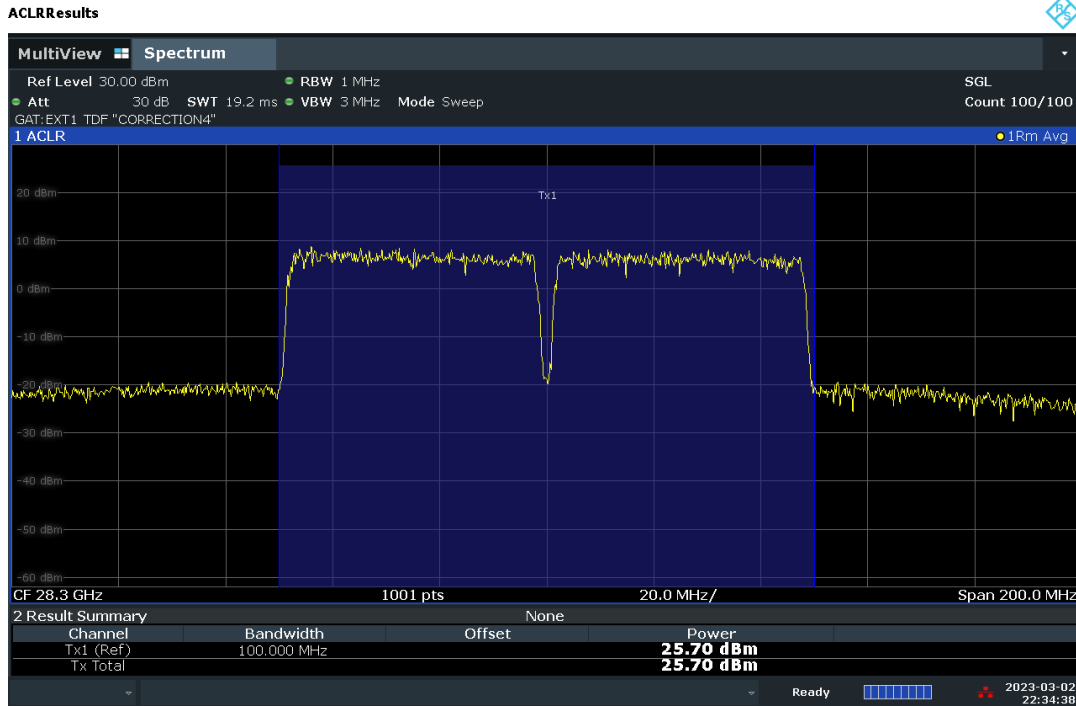 ACLRResults
R&S
MultiView Spectrum
Ref Level 30.00 dBm RBW 1 MHz SGL
Att 30 dB SWT 19.2 ms VBW 3 MHz Mode Sweep Count 100/100
GAT:EXT1 TDF "CORRECTION4"
1 ACLR 1Rm Avg
20 dBm
Tx1
10 dBm
0 dBm
-10 dBm
-20 dBm
-30 dBm
-40 dBm
-50 dBm
-60 dBm
CF 28.3 GHz 1001 pts 20.0 MHz/ Span 200.0 MHz
2 Result Summary None
Channel Bandwidth Offset Power
Tx1 (Ref) 100.000 MHz 25.70 dBm
Tx Total 25.70 dBm
Ready 2023-03-02
22:34:38